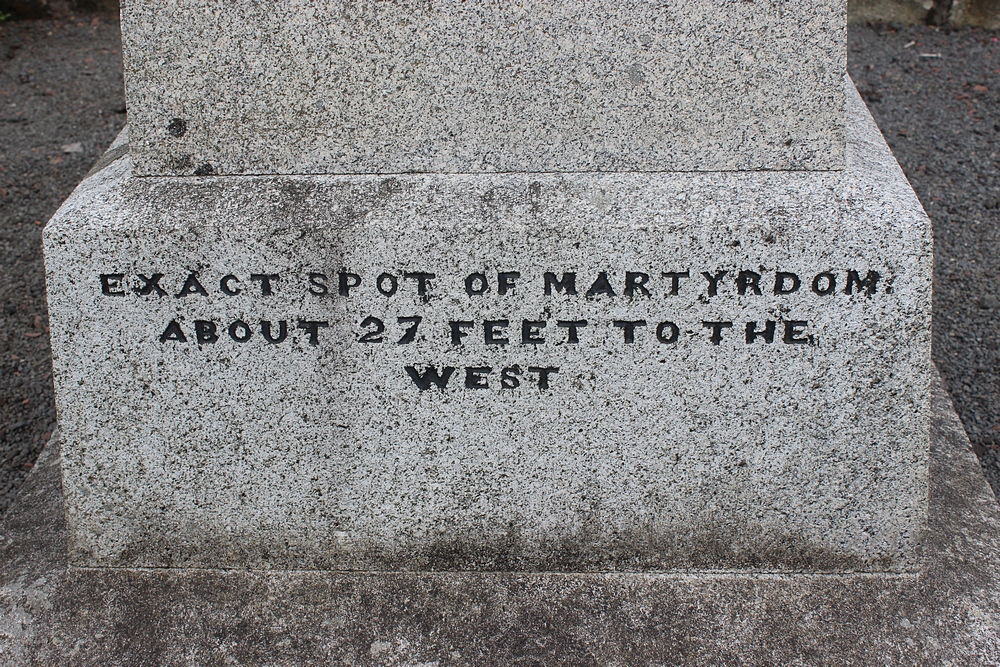 EXACT SPOT OF MARTYRDOM.
ABOUT 27 FEET TO THE
WEST